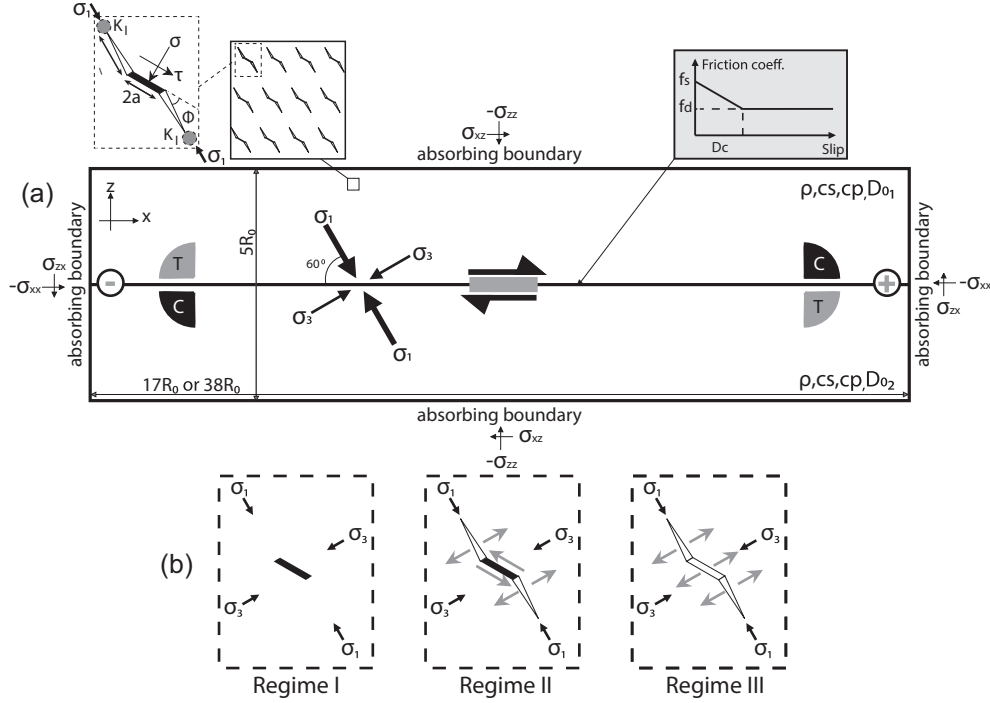 σ₁
K_I
σ
τ
2a
Φ
K_I
σ₁
Friction coeff.
fs
fd
Dc
Slip
-σzz
σxz
absorbing boundary
(a)
z
x
5R₀
ρ,cs,cp,D₀₁
absorbing boundary
σzx
-σxx
-
T
C
σ₁
60⁰
σ₃
σ₃
σ₁
C
T
+
absorbing boundary
-σxx
σzx
17R₀ or 38R₀
ρ,cs,cp,D₀₂
absorbing boundary
σxz
-σzz
(b)
σ₁
σ₃
σ₃
σ₁
Regime I
σ₁
σ₃
σ₃
σ₁
Regime II
σ₁
σ₃
σ₃
σ₁
Regime III